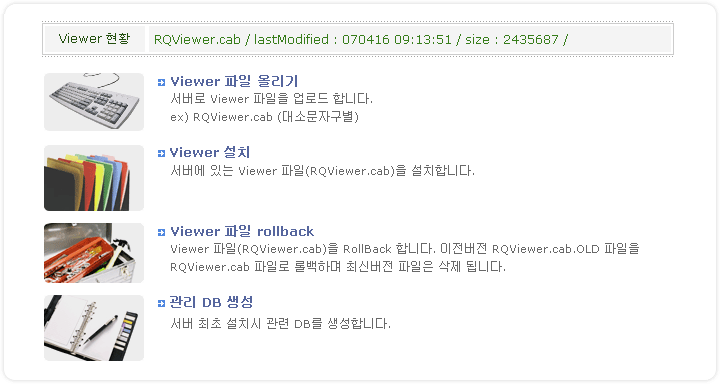 Viewer 현황 RQViewer.cab / lastModified : 070416 09:13:51 / size : 2435687 /
Viewer 파일 올리기
서버로 Viewer 파일을 업로드 합니다.
ex) RQViewer.cab (대소문자구별)
Viewer 설치
서버에 있는 Viewer 파일(RQViewer.cab)을 설치합니다.
Viewer 파일 rollback
Viewer 파일(RQViewer.cab)을 RollBack 합니다. 이전버전 RQViewer.cab.OLD 파일을
RQViewer.cab 파일로 롤백하며 최신버전 파일은 삭제 됩니다.
관리 DB 생성
서버 최초 설치시 관련 DB를 생성합니다.